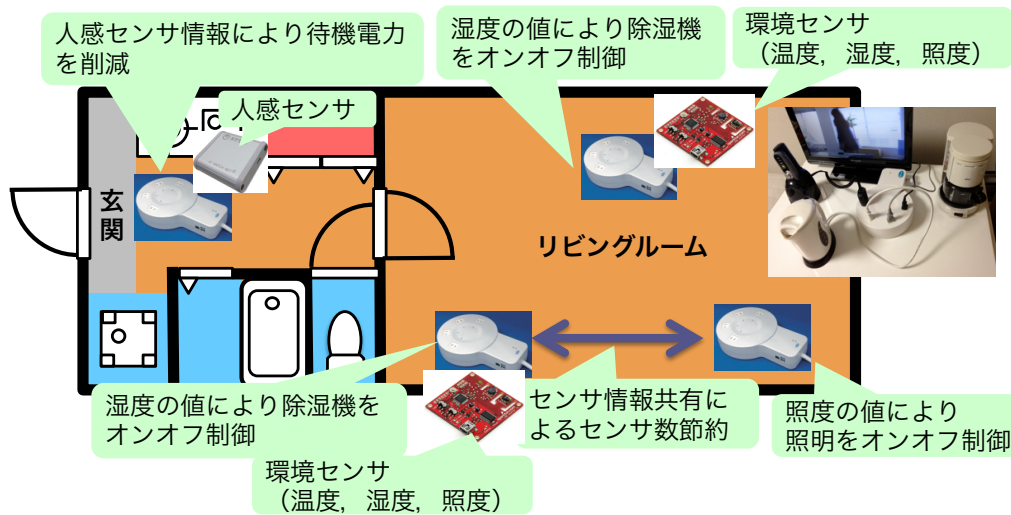 人感センサ情報により待機電力
を削減
湿度の値により除湿機
をオンオフ制御
環境センサ
（温度，湿度，照度）
人感センサ
玄
関
リビングルーム
湿度の値により除湿機を
オンオフ制御
センサ情報共有に
よるセンサ数節約
照度の値により
照明をオンオフ制御
環境センサ
（温度，湿度，照度）